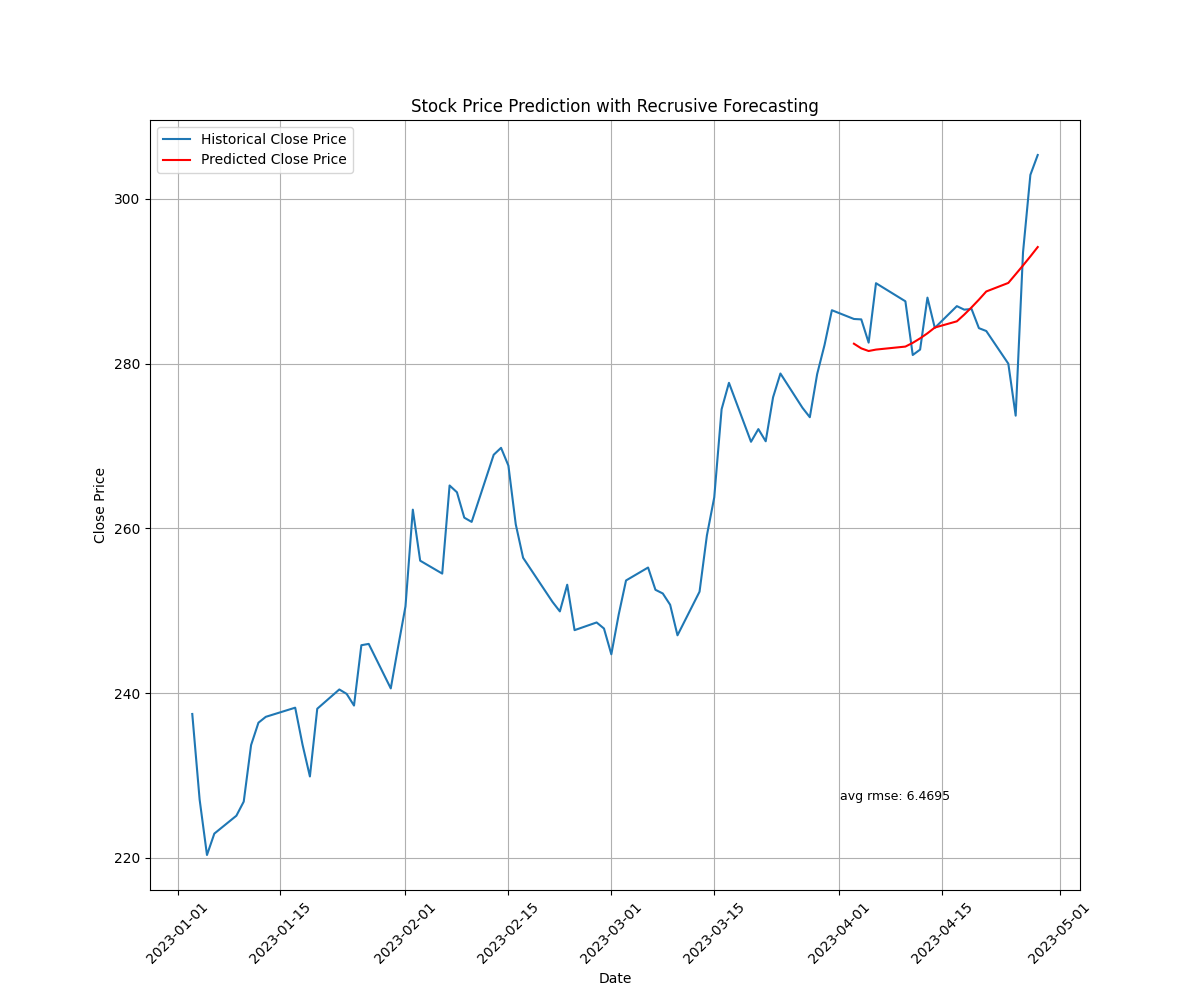 Stock Price Prediction with Recrusive Forecasting
Historical Close Price
Predicted Close Price
300
280
260
240
220
Close Price
avg rmse: 6.4695
2023-01-01
2023-01-15
2023-02-01
2023-02-15
2023-03-01
2023-03-15
2023-04-01
2023-04-15
2023-05-01
Date